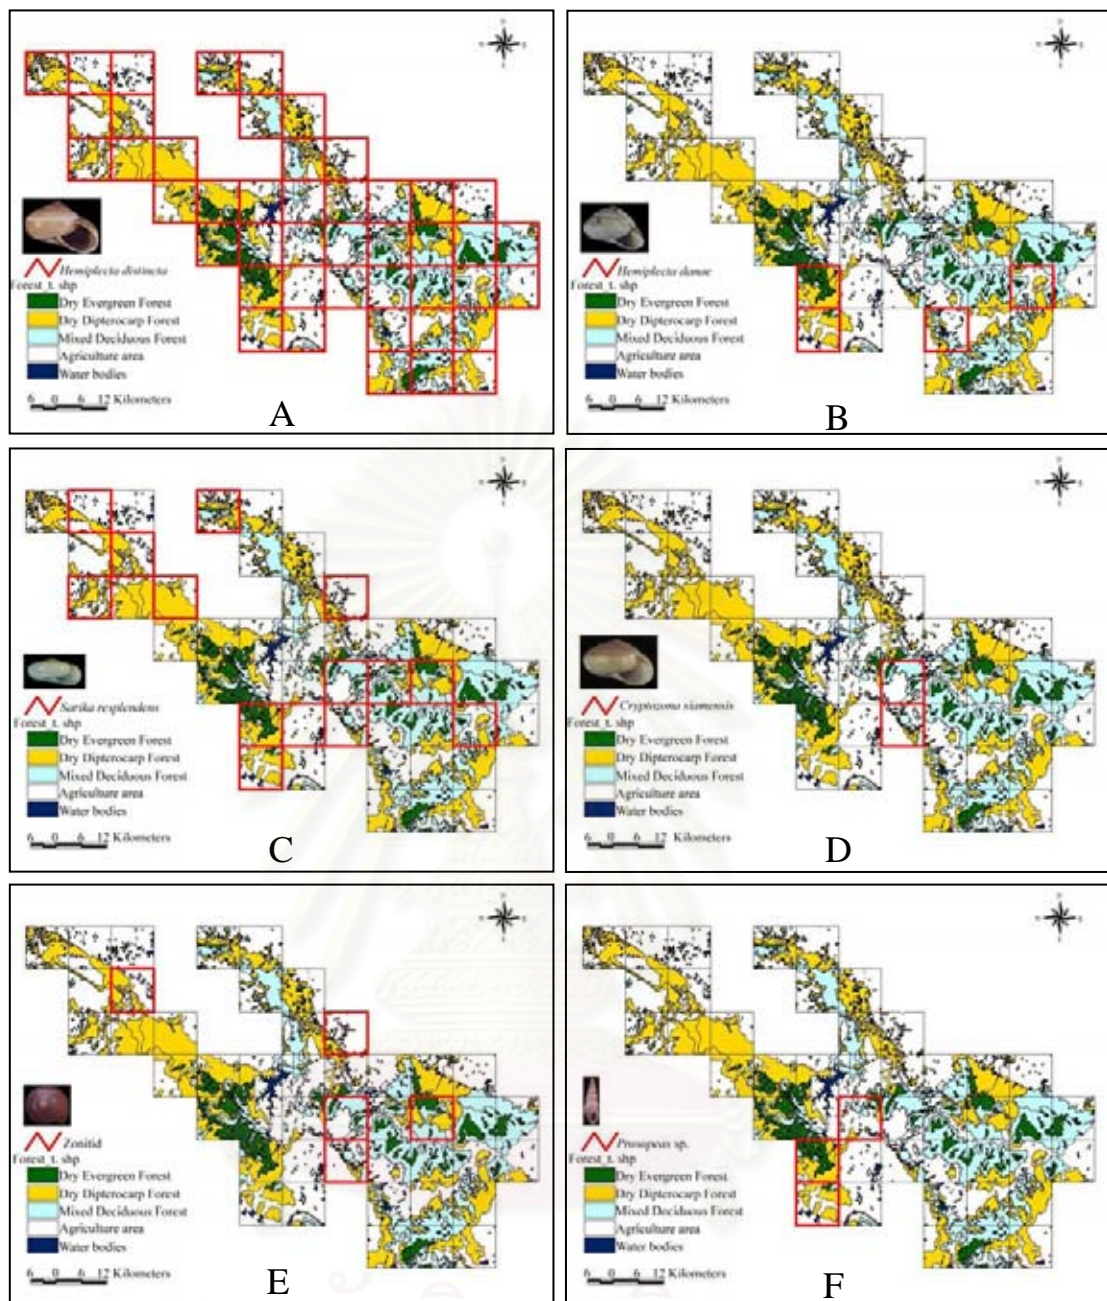 Hemiplecta distincta
Forest_t. shp
Dry Evergreen Forest
Dry Dipterocarp Forest
Mixed Deciduous Forest
Agriculture area
Water bodies
6 0 6 12 Kilometers
A
Hemiplecta danae
Forest_t. shp
Dry Evergreen Forest
Dry Dipterocarp Forest
Mixed Deciduous Forest
Agriculture area
Water bodies
6 0 6 12 Kilometers
B
Sarika resplendens
Forest_t. shp
Dry Evergreen Forest
Dry Dipterocarp Forest
Mixed Deciduous Forest
Agriculture area
Water bodies
6 0 6 12 Kilometers
C
Cryptozona siamensis
Forest_t. shp
Dry Evergreen Forest
Dry Dipterocarp Forest
Mixed Deciduous Forest
Agriculture area
Water bodies
6 0 6 12 Kilometers
D
Zonitid
Forest_t. shp
Dry Evergreen Forest
Dry Dipterocarp Forest
Mixed Deciduous Forest
Agriculture area
Water bodies
6 0 6 12 Kilometers
E
Prosopeas sp.
Forest_t. shp
Dry Evergreen Forest
Dry Dipterocarp Forest
Mixed Deciduous Forest
Agriculture area
Water bodies
6 0 6 12 Kilometers
F